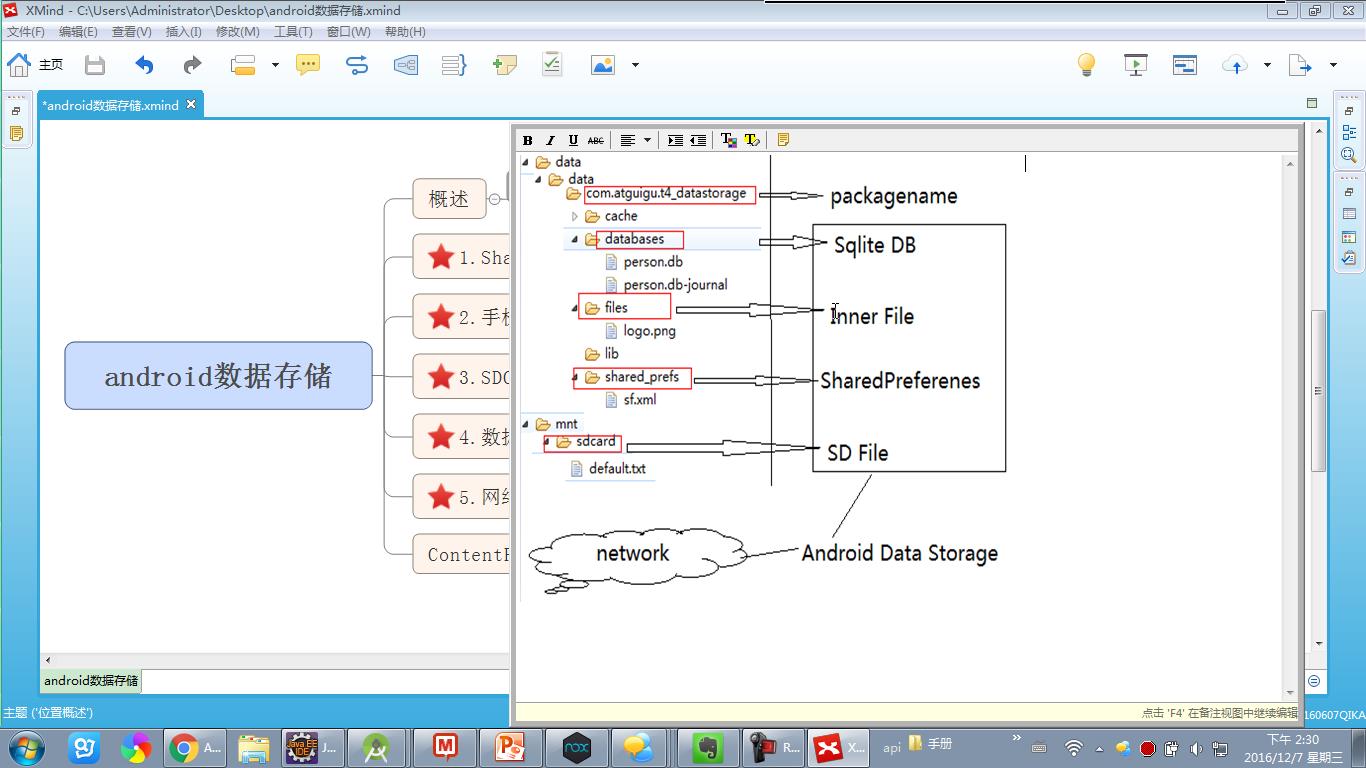 XMind - C:\Users\Administrator\Desktop\android数据存储.xmind
文件(F) 编辑(E) 查看(V) 插入(I) 修改(M) 工具(T) 窗口(W) 帮助(H)
主页
*android数据存储.xmind
B I U ABC
data
data
com.atguigu.t4_datastorage
packagename
cache
databases
Sqlite DB
person.db
person.db-journal
files
Inner File
logo.png
lib
shared_prefs
SharedPreferenes
sf.xml
mnt
sdcard
SD File
default.txt
network
Android Data Storage
概述
1.Sha
2.手机
3.SDC
4.数据
5.网络
ContentP
android数据存储
android数据存储
点击 'F4' 在备注视图中继续编辑
主题 ('位置概述')
160607QIKA
A...
Java EE IDE
J...
nox
R...
X...
api
手册
下午 2:30
2016/12/7 星期三